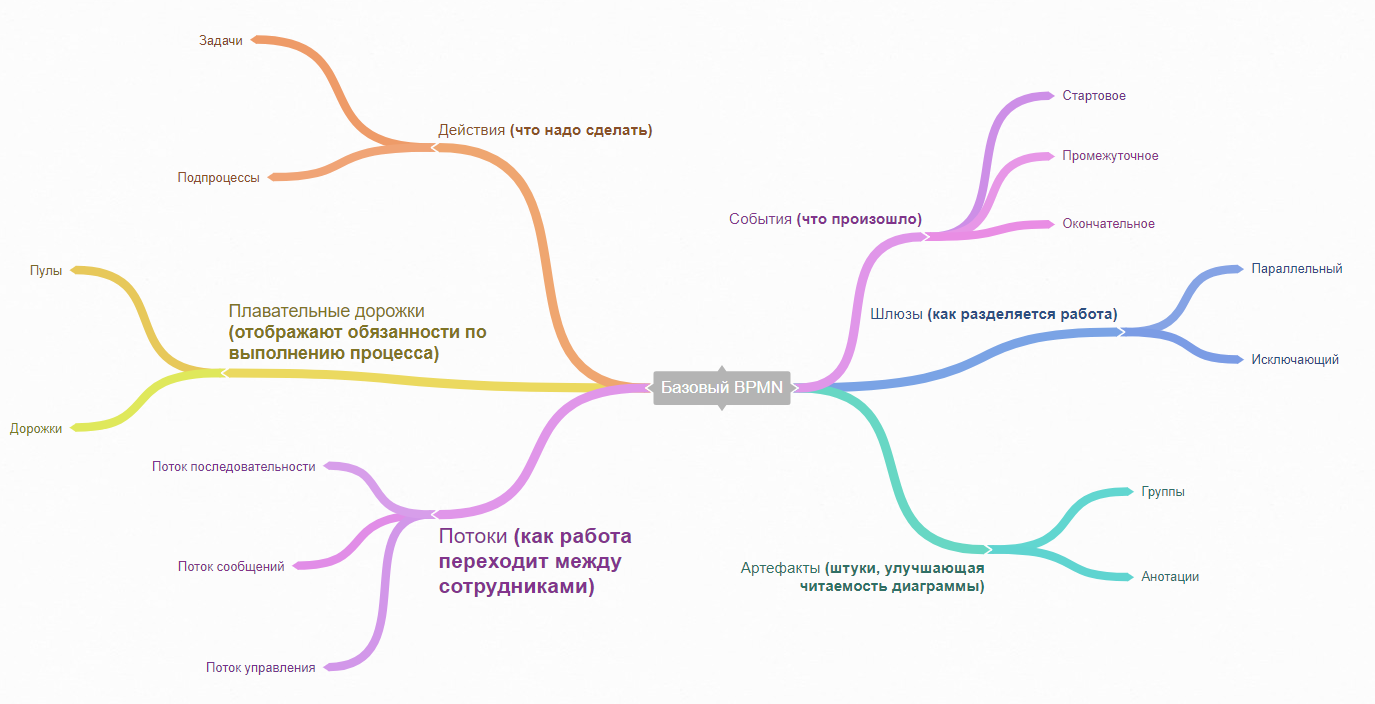 Задачи
Действия (что надо сделать)
Подпроцессы
Пулы
Плавательные дорожки
(отображают обязанности по
выполнению процесса)
Дорожки
Поток последовательности
Потоки (как работа
переходит между
сотрудниками)
Поток сообщений
Поток управления
Базовый BPMN
Стартовое
Промежуточное
События (что произошло)
Окончательное
Параллельный
Шлюзы (как разделяется работа)
Исключающий
Группы
Артефакты (штуки, улучшающая
читаемость диаграммы)
Анотации